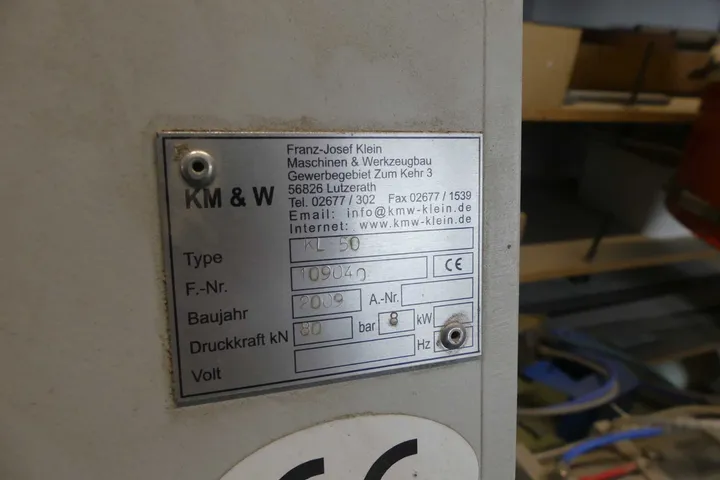 Franz-Josef Klein
Maschinen & Werkzeugbau
Gewerbegebiet Zum Kehr 3
56826 Lutzerath
KM & W
Tel. 02677 / 302 Fax 02677 / 1539
Email: info@kmw-klein.de
Internet: www.kmw-klein.de
Type KL 50
F.-Nr. 109040 CE
Baujahr 2009 A.-Nr.
Druckkraft kN 80 bar 8 kW
Volt Hz
CE